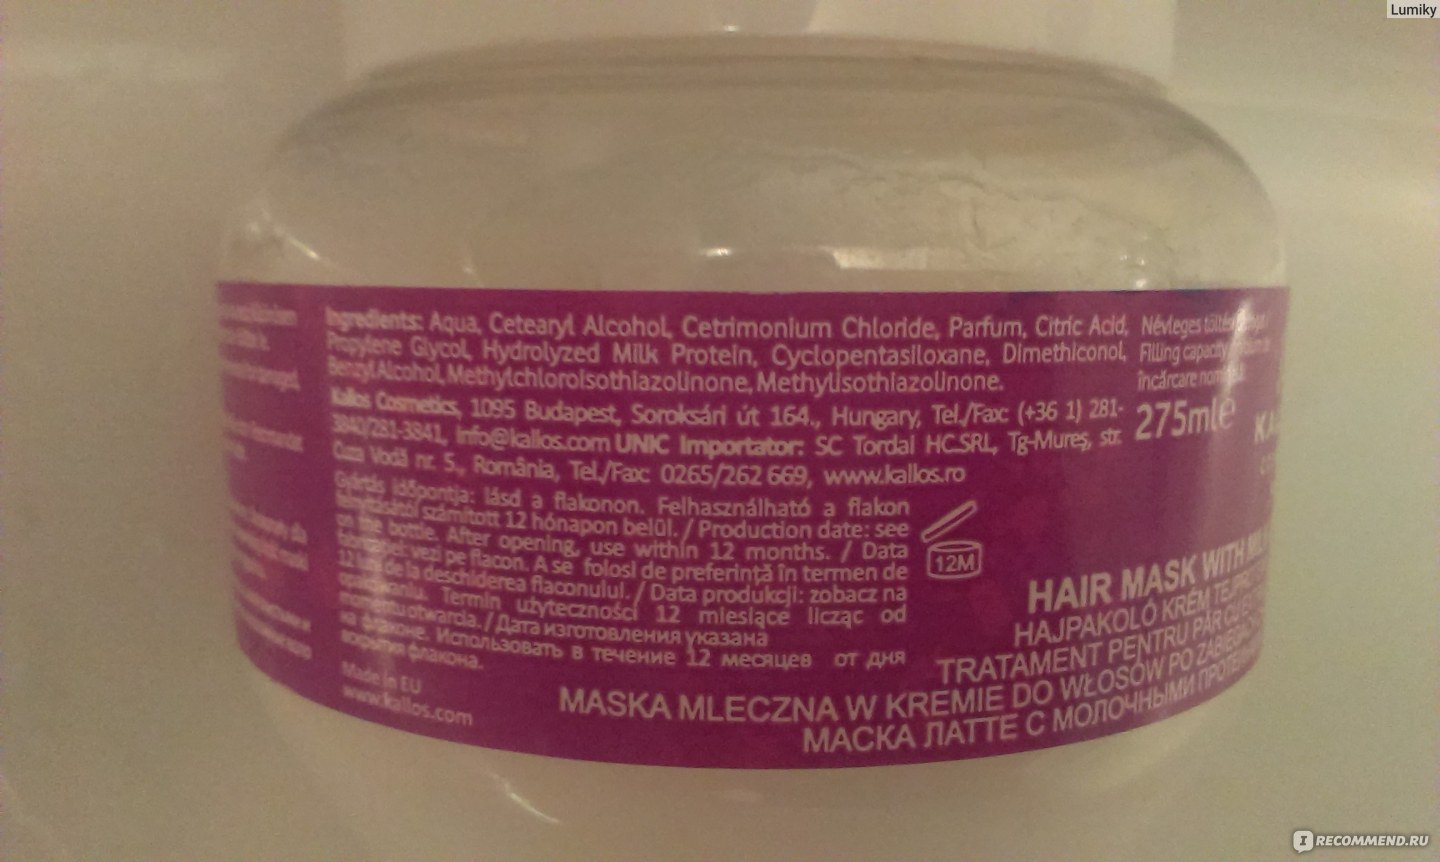 Lumiky
Ingredients: Aqua, Cetearyl Alcohol, Cetrimonium Chloride, Parfum, Citric Acid,
Propylene Glycol, Hydrolyzed Milk Protein, Cyclopentasiloxane, Dimethiconol,
Benzyl Alcohol, Methylchloroisothiazolinone, Methylisothiazolinone.
Kallos Cosmetics, 1095 Budapest, Soroksári út 164., Hungary, Tel./Fax: (+36 1) 281-
3840/281-3841, info@kallos.com UNIC Importator: SC Tordal HC.SRL, Tg-Mureş, str.
Cuza Vodă nr. 5., România, Tel./Fax: 0265/262 669, www.kallos.ro
Gyártás időpontja: lásd a flakonon. Felhasználható a flakon
felbontásától számított 12 hónapon belül. / Production date: see
on the bottle. After opening, use within 12 months. / Data
vezi pe flacon. A se folosi de preferinţă în termen de
12 luni de la deschiderea flaconului. / Data produkcji: zobacz na
opakowaniu. Termin użyteczności 12 miesiące licząc od
momentu otwarcia. / Дата изготовления указана
на флаконе. Использовать в течение 12 месяцев от дня
вскрытия флакона.
Made in EU
www.kallos.com
Névleges
Filling capacity
încărcare
275ml e
12M
HAIR MASK WITH
HAJPAKOLÓ KRÉM
TRATAMENT PENTRU PĂR
MASKA MLECZNA W KREMIE DO WŁOSÓW PO
МАСКА ЛАТТЕ С МОЛОЧНЫМИ
IRECOMMEND.RU